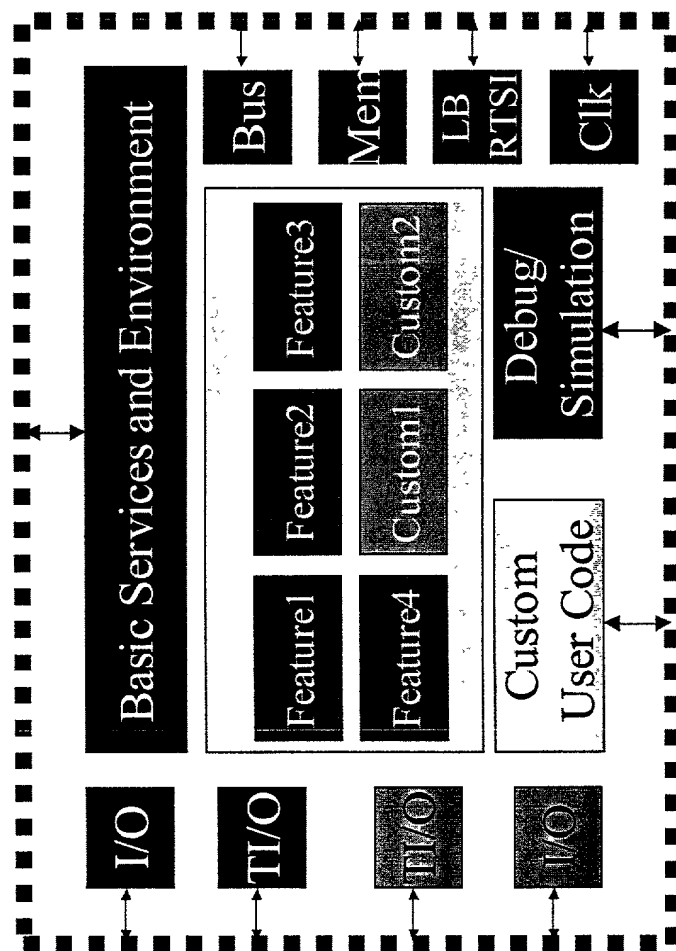 Basic Services and Environment
I/O
TI/O
TI/O
I/O
Feature1
Feature2
Feature3
Feature4
Custom1
Custom2
Bus
Mem
LB
RTSI
Clk
Custom
User Code
Debug/
Simulation